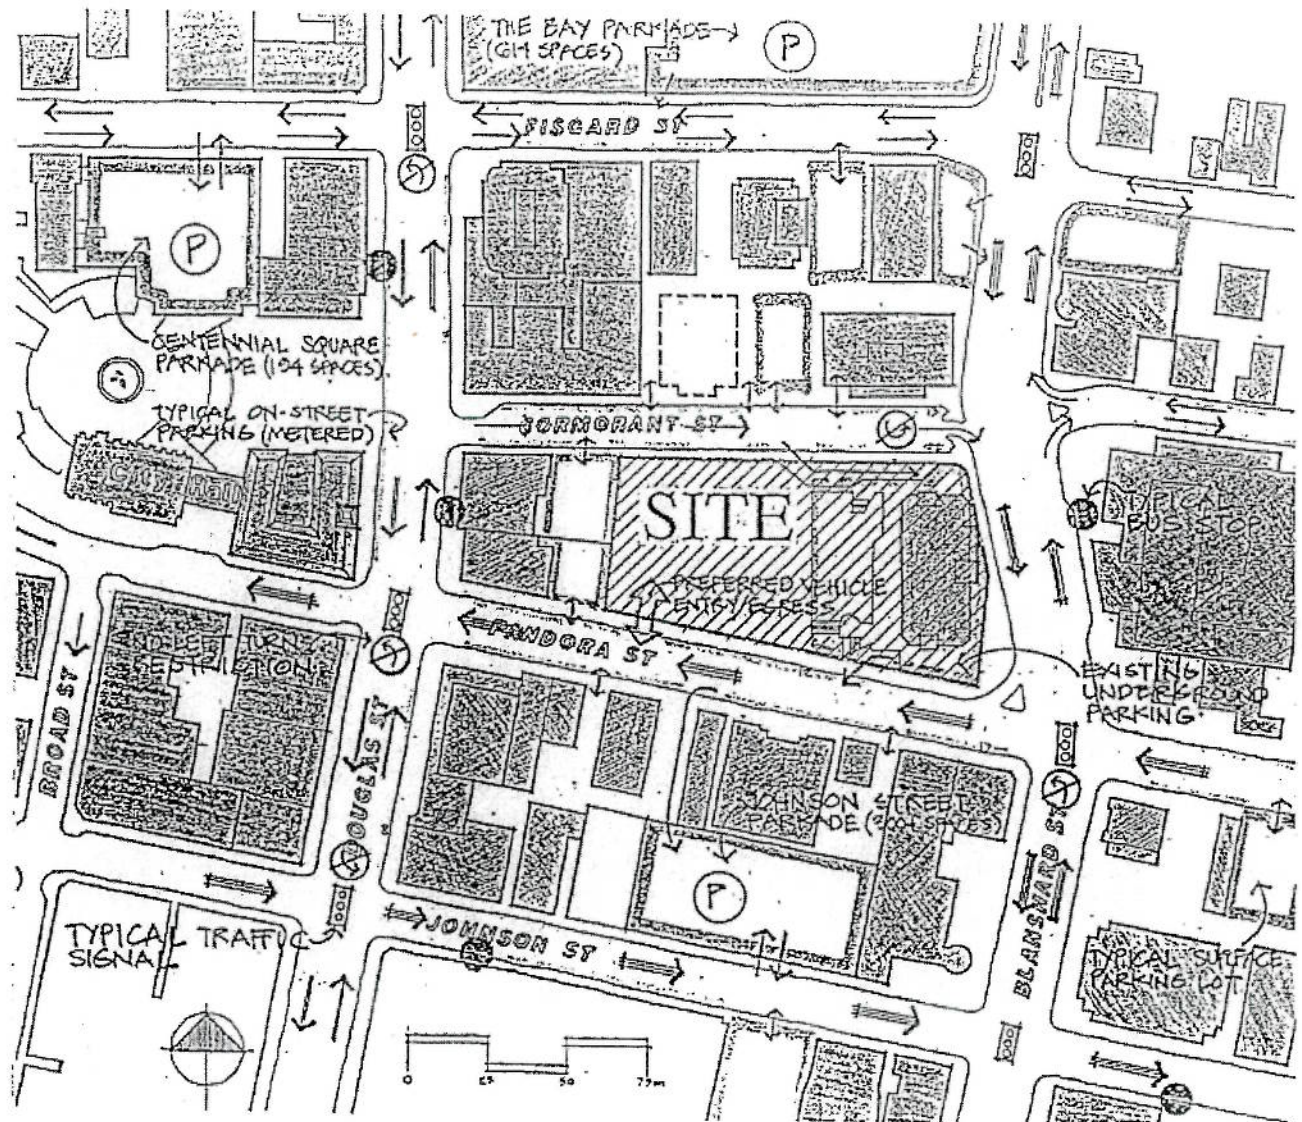 THE BAY PARKADE
(614 SPACES)
P
FISGARD ST
P
CENTENNIAL SQUARE
PARKADE (194 SPACES)
TYPICAL ON-STREET
PARKING (METERED)
CORMORANT ST
City Hall
SITE
TYPICAL
BUS STOP
PREFERRED VEHICLE
ENTRY/EGRESS
PANDORA ST
LEFT TURN
RESTRICTION
EXISTING
UNDERGROUND
PARKING
BROAD ST
DOUGLAS ST
JOHNSON STREET
PARKADE
SPACES)
BLANSHARD ST
P
TYPICAL TRAFFIC
SIGNAL
JOHNSON ST
TYPICAL SURFACE
PARKING LOT
0 25 50 75m